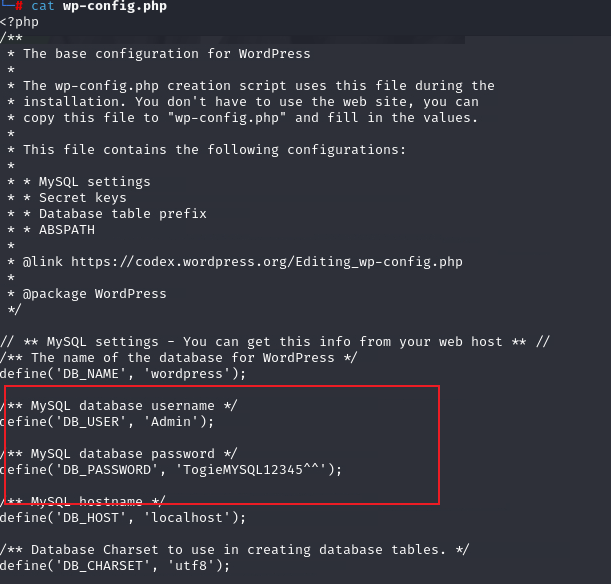 └─# cat wp-config.php
<?php
/**
 * The base configuration for WordPress
 *
 * The wp-config.php creation script uses this file during the
 * installation. You don't have to use the web site, you can
 * copy this file to "wp-config.php" and fill in the values.
 *
 * This file contains the following configurations:
 *
 * * MySQL settings
 * * Secret keys
 * * Database table prefix
 * * ABSPATH
 *
 * @link https://codex.wordpress.org/Editing_wp-config.php
 *
 * @package WordPress
 */
// ** MySQL settings - You can get this info from your web host ** //
/** The name of the database for WordPress */
define('DB_NAME', 'wordpress');
/** MySQL database username */
define('DB_USER', 'Admin');
/** MySQL database password */
define('DB_PASSWORD', 'TogieMYSQL12345^^');
/** MySQL hostname */
define('DB_HOST', 'localhost');
/** Database Charset to use in creating database tables. */
define('DB_CHARSET', 'utf8');